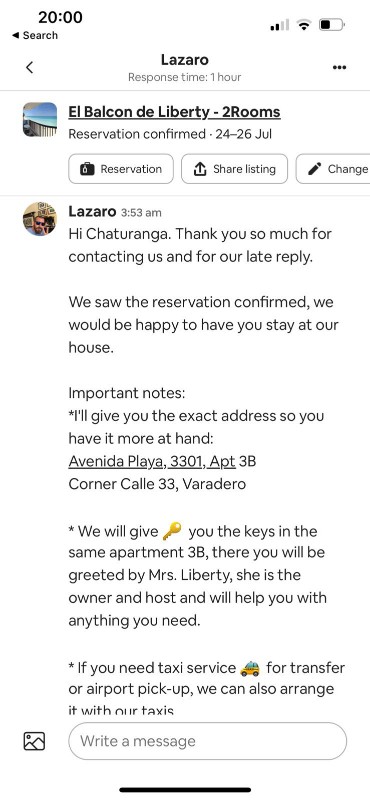 20:00
◀ Search
Lazaro
Response time: 1 hour
El Balcon de Liberty - 2Rooms
Reservation confirmed · 24–26 Jul
Reservation
Share listing
Change
Lazaro 3:53 am
Hi Chaturanga. Thank you so much for
contacting us and for our late reply.
We saw the reservation confirmed, we
would be happy to have you stay at our
house.
Important notes:
*I'll give you the exact address so you
have it more at hand:
Avenida Playa, 3301, Apt 3B
Corner Calle 33, Varadero
* We will give 🔑 you the keys in the
same apartment 3B, there you will be
greeted by Mrs. Liberty, she is the
owner and host and will help you with
anything you need.
* If you need taxi service 🚖 for transfer
or airport pick-up, we can also arrange
it with our taxis
Write a message